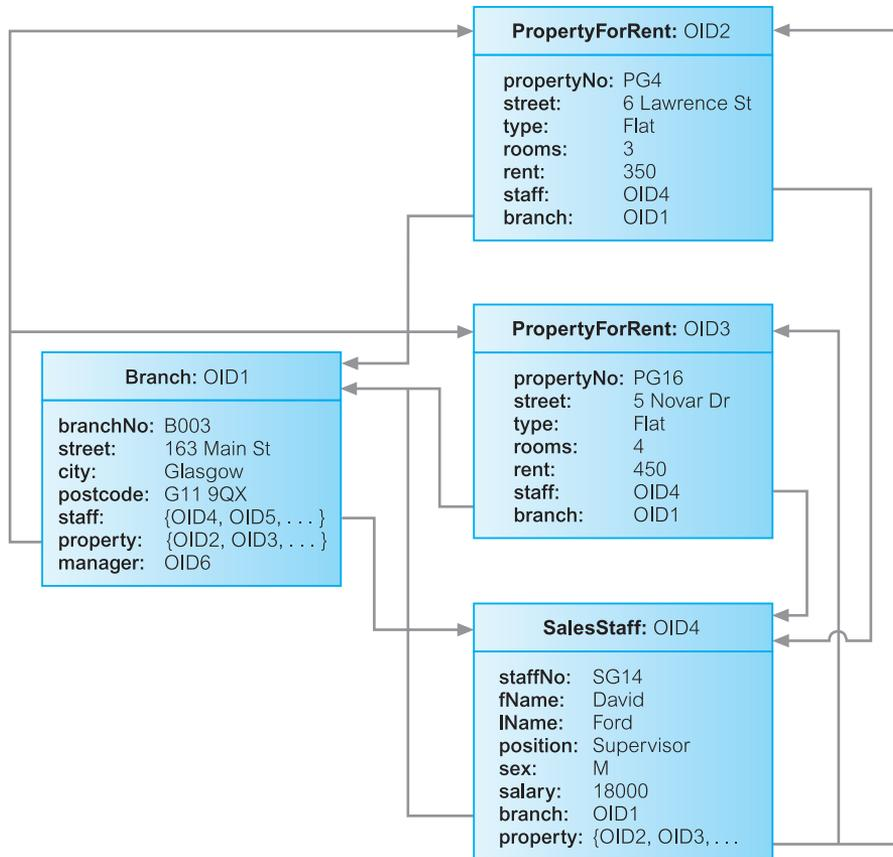 PropertyForRent: OID2
propertyNo: PG4
street: 6 Lawrence St
type: Flat
rooms: 3
rent: 350
staff: OID4
branch: OID1
PropertyForRent: OID3
propertyNo: PG16
street: 5 Novar Dr
type: Flat
rooms: 4
rent: 450
staff: OID4
branch: OID1
Branch: OID1
branchNo: B003
street: 163 Main St
city: Glasgow
postcode: G11 9QX
staff: {OID4, OID5, . . . }
property: {OID2, OID3, . . . }
manager: OID6
SalesStaff: OID4
staffNo: SG14
fName: David
lName: Ford
position: Supervisor
sex: M
salary: 18000
branch: OID1
property: {OID2, OID3, . . .